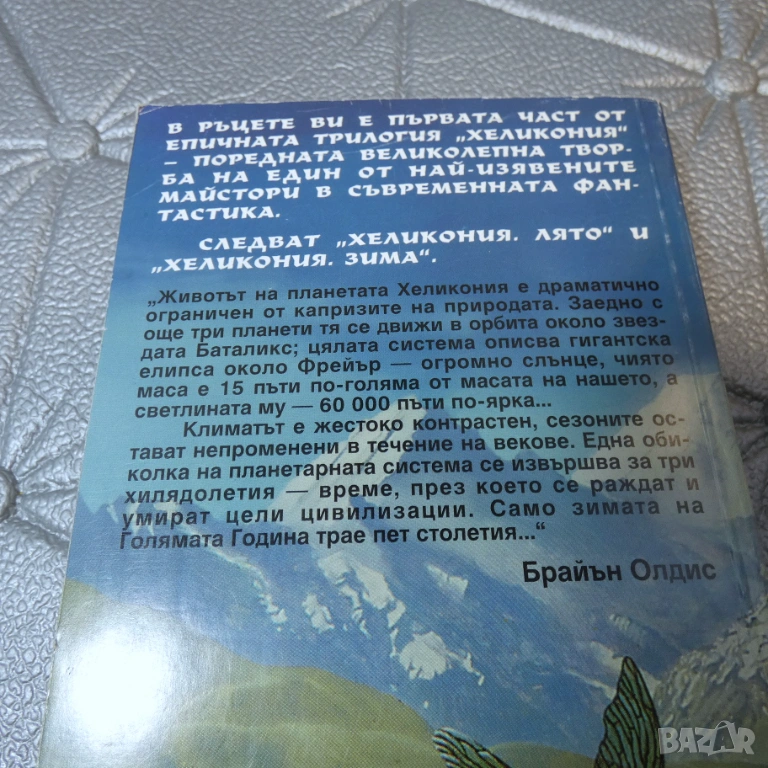 В РЪЦЕТЕ ВИ Е ПЪРВАТА ЧАСТ ОТ
ЕПИЧНАТА ТРИЛОГИЯ „ХЕЛИКОНИЯ“
– ПОРЕДНАТА ВЕЛИКОЛЕПНА ТВОР-
БА НА ЕДИН ОТ НАЙ-ИЗЯВЕНИТЕ
МАЙСТОРИ В СЪВРЕМЕННАТА ФАН-
ТАСТИКА.
СЛЕДВАТ „ХЕЛИКОНИЯ. ЛЯТО“ И
„ХЕЛИКОНИЯ. ЗИМА“.
„Животът на планетата Хеликония е драматично
ограничен от капризите на природата. Заедно с
още три планети тя се движи в орбита около звез-
дата Баталикс; цялата система описва гигантска
елипса около Фрейър — огромно слънце, чиято
маса е 15 пъти по-голяма от масата на нашето, а
светлината му — 60 000 пъти по-ярка...
Климатът е жестоко контрастен, сезоните ос-
тават непроменени в течение на векове. Една оби-
колка на планетарната система се извършва за три
хилядолетия — време, през което се раждат и
умират цели цивилизации. Само зимата на
Голямата Година трае пет столетия...“
Брайън Олдис
BAZAR
.bg